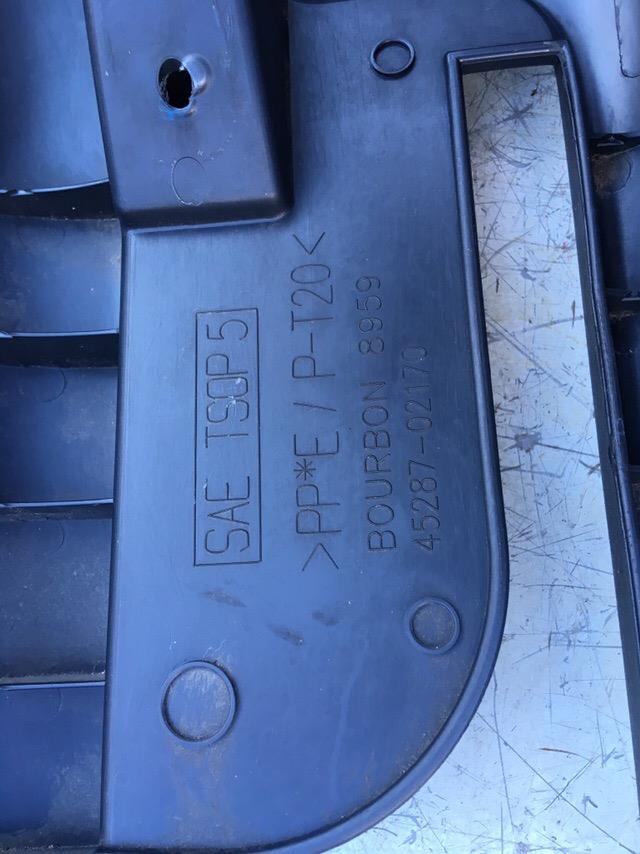 SAE TSOP 5
>PP*E / P-T20<
BOURBON 8959
45287-02170